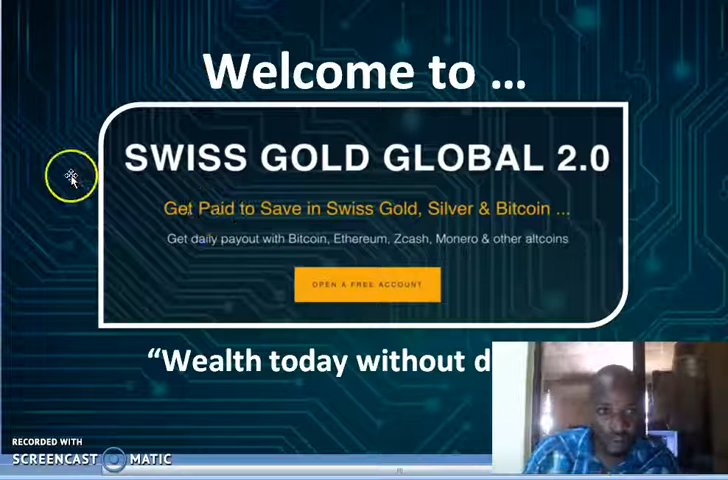 Welcome to ...
SWISS GOLD GLOBAL 2.0
Get Paid to Save in Swiss Gold, Silver & Bitcoin ...
Get daily payout with Bitcoin, Ethereum, Zcash, Monero & other altcoins
OPEN A FREE ACCOUNT
“Wealth today without
RECORDED WITH
SCREENCAST MATIC